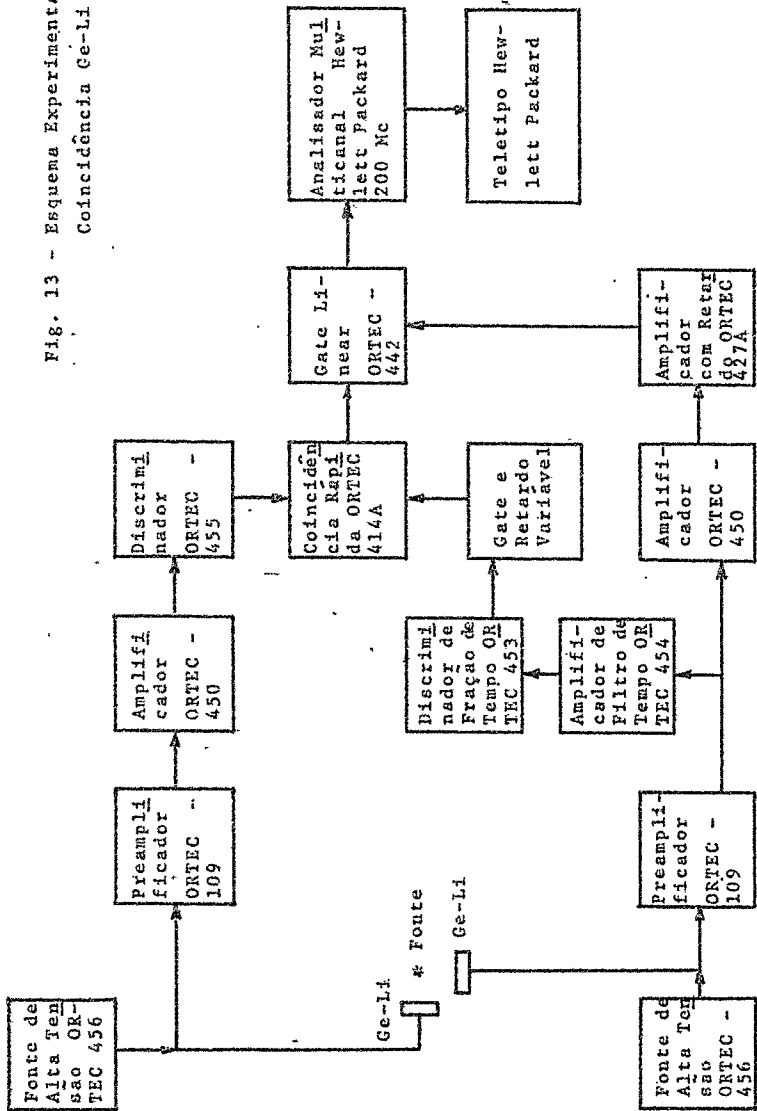 Fig. 13 - Esquema Experimenta
Coincidência Ge-Li
Fonte de
Alta Ten
sao OR-
TEC 456
Preampli
ficador
ORTEC -
109
Amplifi
cador
ORTEC -
450
Discrimi
nador
ORTEC -
455
Coincidên
cia Rápi
da ORTEC
414A
Gate Li-
near
ORTEC -
442
Analisador Mul
ticanal Hew-
lett Packard
200 Mc
Teletipo Hew-
lett Packard
Ge-Li
* Fonte
Ge-Li
Discrimi
nador de
Fração de
Tempo OR
TEC 453
Gate e
Retardo
Variável
Amplifi-
cador de
Filtro de
Tempo OR
TEC 454
Fonte de
Alta Ten
sao
ORTEC -
456
Preampli-
ficador
ORTEC -
109
Amplifi-
cador
ORTEC -
450
Amplifi-
cador
com Retar
do ORTEC
427A